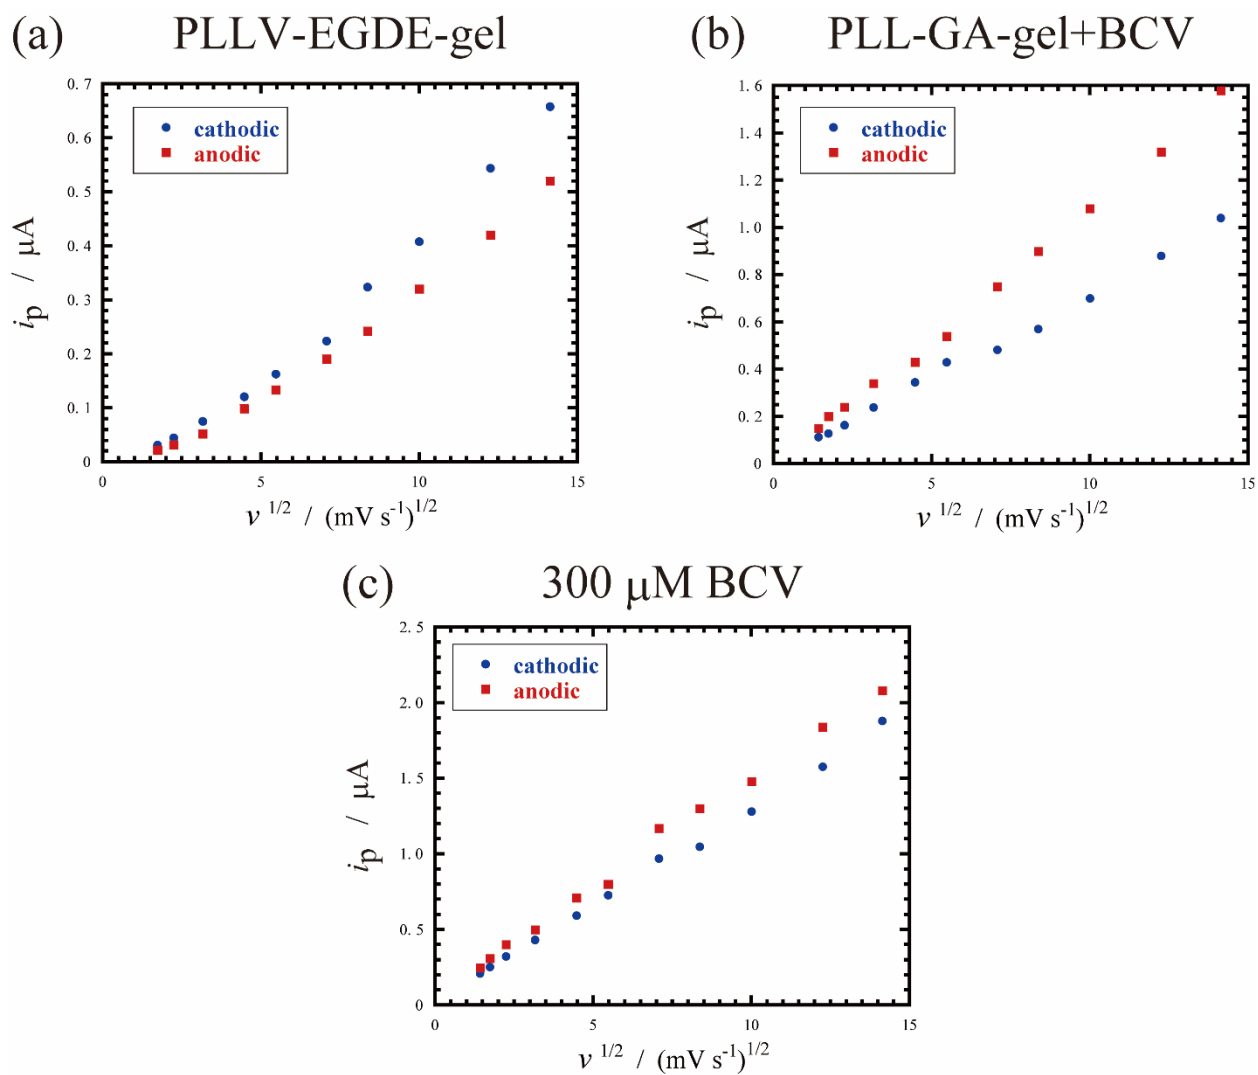 (a) PLLV-EGDE-gel
0.7
0.6
0.5
0.4
0.3
0.2
0.1
0
cathodic
anodic
ip / μA
0 5 10 15
v 1/2 / (mV s-1)1/2
(b) PLL-GA-gel+BCV
1.6
1.4
1.2
1.0
0.8
0.6
0.4
0.2
0
cathodic
anodic
ip / μA
0 5 10 15
v 1/2 / (mV s-1)1/2
(c) 300 μM BCV
2.5
2.0
1.5
1.0
0.5
0
cathodic
anodic
ip / μA
0 5 10 15
v 1/2 / (mV s-1)1/2